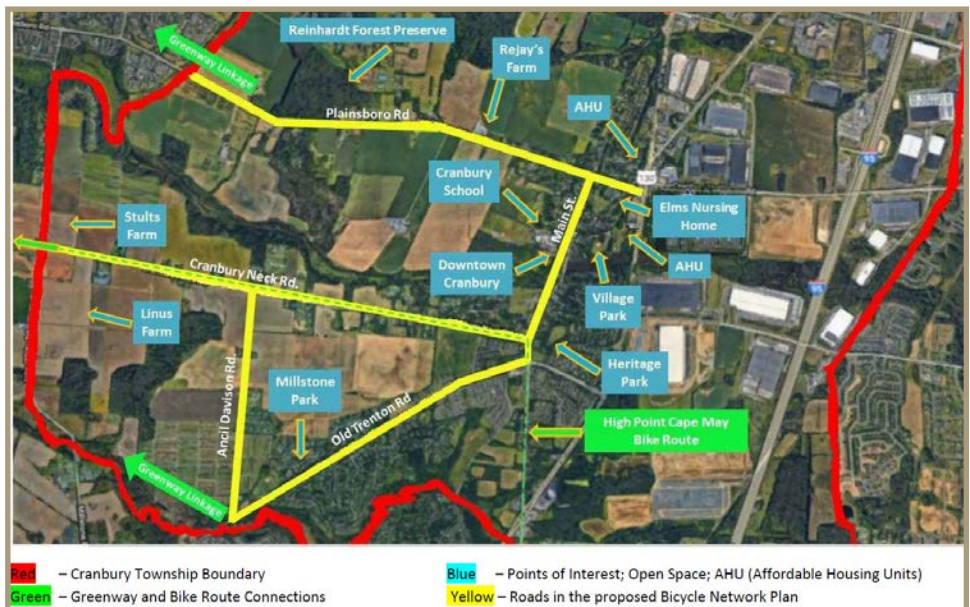 Reinhardt Forest Preserve
Greenway Linkage
Rejay's
Farm
AHU
Plainsboro Rd
95
130
Cranbury
School
Main St.
Elms Nursing
Home
Stults
Farm
Cranbury Neck Rd.
Downtown
Cranbury
AHU
Village
Park
95
Linus
Farm
Heritage
Park
Millstone
Park
Ancil Davison Rd.
Old Trenton Rd
High Point Cape May
Bike Route
Greenway Linkage
Red – Cranbury Township Boundary
Blue – Points of Interest; Open Space; AHU (Affordable Housing Units)
Green – Greenway and Bike Route Connections
Yellow – Roads in the proposed Bicycle Network Plan